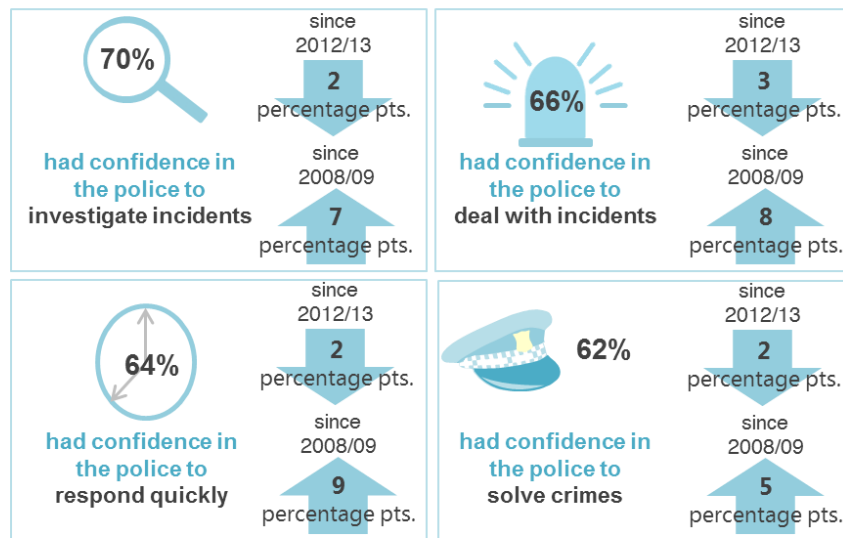 70%
had confidence in
the police to
investigate incidents
since
2012/13
2
percentage pts.
since
2008/09
7
percentage pts.
66%
had confidence in
the police to
deal with incidents
since
2012/13
3
percentage pts.
since
2008/09
8
percentage pts.
64%
had confidence in
the police to
respond quickly
since
2012/13
2
percentage pts.
since
2008/09
9
percentage pts.
62%
had confidence in
the police to
solve crimes
since
2012/13
2
percentage pts.
since
2008/09
5
percentage pts.